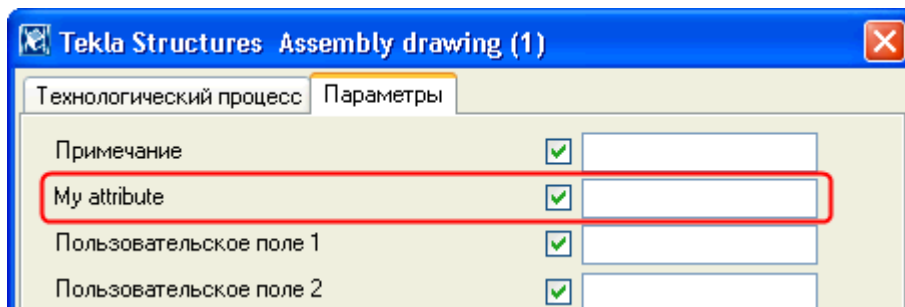 Tekla Structures Assembly drawing (1)
Технологический процесс Параметры
Примечание
My attribute
Пользовательское поле 1
Пользовательское поле 2